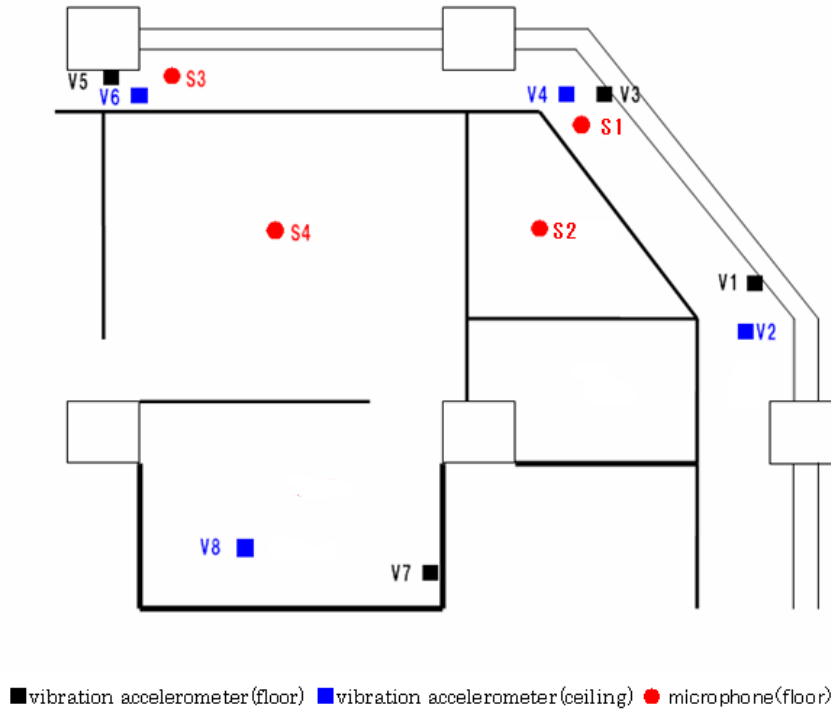 V5
S3
V6
V4
V3
S1
S4
S2
V1
V2
V8
V7
vibration accelerometer(floor) vibration accelerometer(ceiling) microphone(floor)